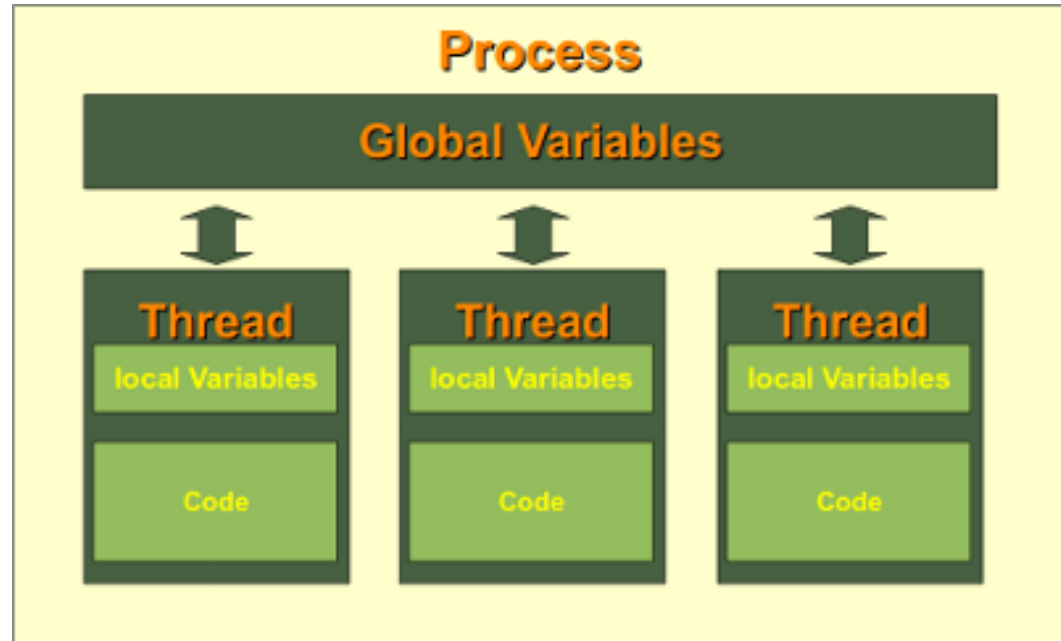 Process
Global Variables
Thread
local Variables
Code
Thread
local Variables
Code
Thread
local Variables
Code